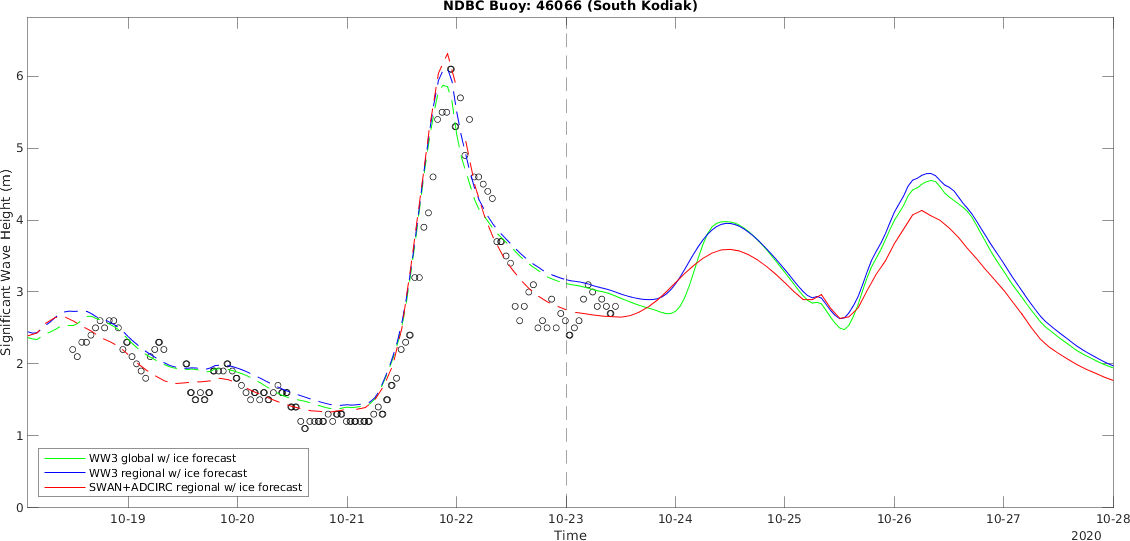 NDBC Buoy: 46066 (South Kodiak)
Significant Wave Height (m)
6
5
4
3
2
1
0
WW3 global w/ ice forecast
WW3 regional w/ ice forecast
SWAN+ADCIRC regional w/ ice forecast
10-19 10-20 10-21 10-22 10-23 10-24 10-25 10-26 10-27 10-28
Time
2020